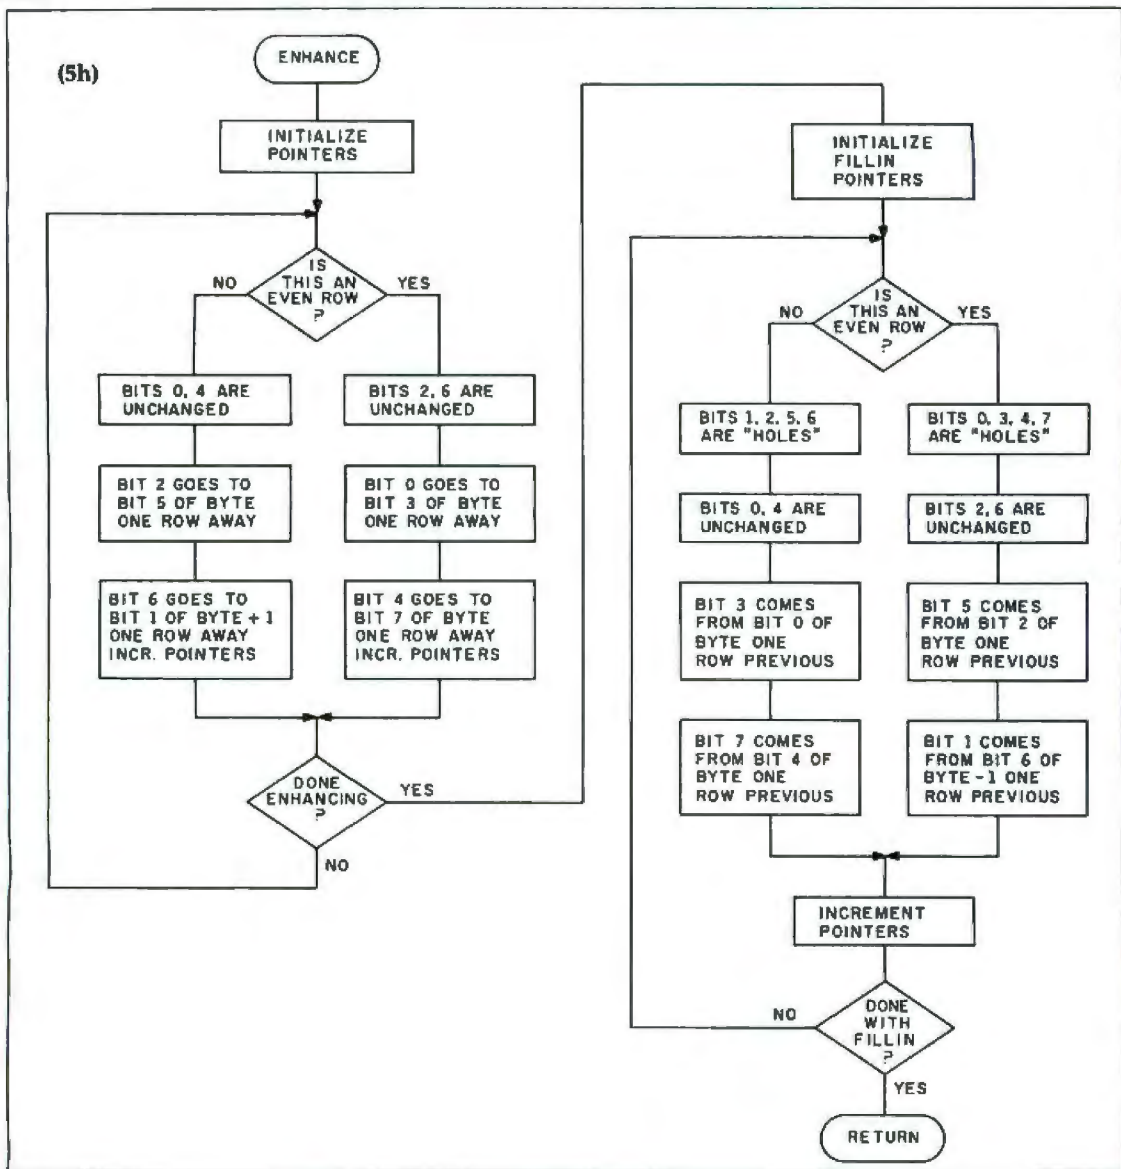 (5h)
ENHANCE
INITIALIZE
POINTERS
IS
THIS AN
EVEN ROW
?
NO
YES
BITS 0, 4 ARE
UNCHANGED
BITS 2, 6 ARE
UNCHANGED
BIT 2 GOES TO
BIT 5 OF BYTE
ONE ROW AWAY
BIT 0 GOES TO
BIT 3 OF BYTE
ONE ROW AWAY
BIT 6 GOES TO
BIT 1 OF BYTE+1
ONE ROW AWAY
INCR. POINTERS
BIT 4 GOES TO
BIT 7 OF BYTE
ONE ROW AWAY
INCR. POINTERS
DONE
ENHANCING
?
YES
NO
INITIALIZE
FILLIN
POINTERS
IS
THIS AN
EVEN ROW
?
NO
YES
BITS 1, 2, 5, 6
ARE "HOLES"
BITS 0, 3, 4, 7
ARE "HOLES"
BITS 0, 4 ARE
UNCHANGED
BITS 2, 6 ARE
UNCHANGED
BIT 3 COMES
FROM BIT 0 OF
BYTE ONE
ROW PREVIOUS
BIT 5 COMES
FROM BIT 2 OF
BYTE ONE
ROW PREVIOUS
BIT 7 COMES
FROM BIT 4 OF
BYTE ONE
ROW PREVIOUS
BIT 1 COMES
FROM BIT 6 OF
BYTE-1 ONE
ROW PREVIOUS
INCREMENT
POINTERS
DONE
WITH
FILLIN
?
NO
YES
RETURN